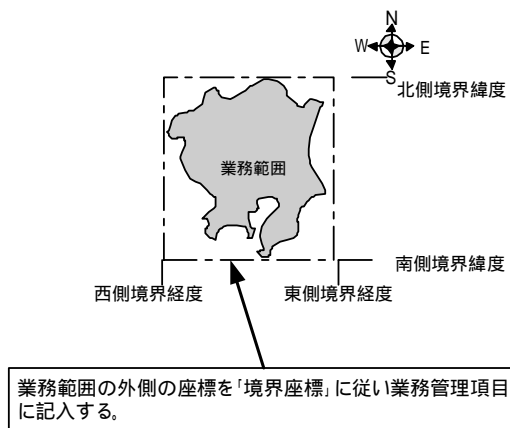 N
W E
S
北側境界緯度
業務範囲
南側境界緯度
西側境界経度 東側境界経度
業務範囲の外側の座標を「境界座標」に従い業務管理項目
に記入する。